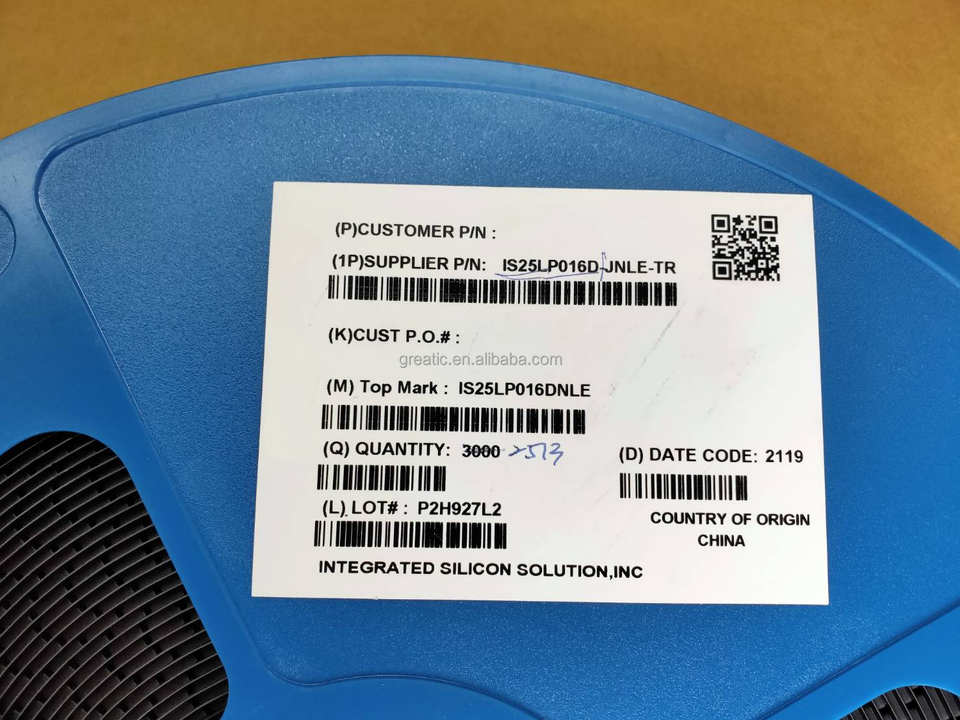 (P)CUSTOMER P/N :
(1P)SUPPLIER P/N: IS25LP016D-JNLE-TR
(K)CUST P.O.# :
greatic.en.alibaba.com
(M) Top Mark : IS25LP016DNLE
(Q) QUANTITY: 3000 2513
(D) DATE CODE: 2119
(L) LOT# : P2H927L2
COUNTRY OF ORIGIN
CHINA
INTEGRATED SILICON SOLUTION,INC